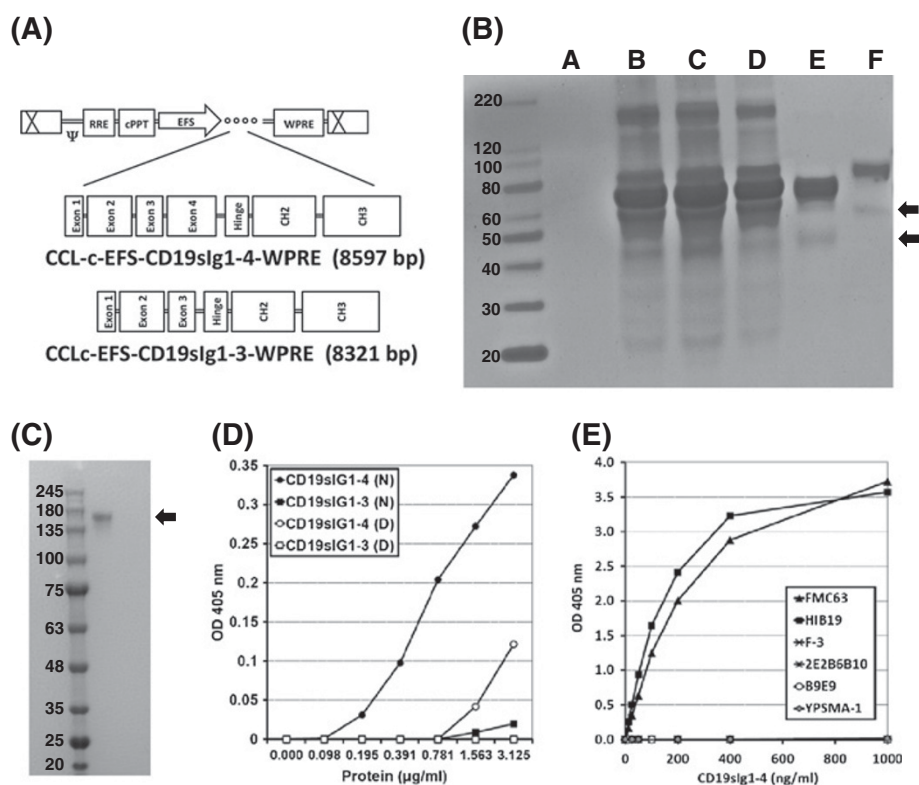 (A)
Ψ
RRE
cPPT
EFS
WPRE
Exon 1
Exon 2
Exon 3
Exon 4
Hinge
CH2
CH3
CCL-c-EFS-CD19sIg1-4-WPRE (8597 bp)
Exon 1
Exon 2
Exon 3
Hinge
CH2
CH3
CCLc-EFS-CD19sIg1-3-WPRE (8321 bp)
(B)
A B C D E F
220
120
100
80
60
50
40
30
20
(C)
245
180
135
100
75
63
48
35
25
20
(D)
0.35
0.3
0.25
0.2
0.15
0.1
0.05
0
OD 405 nm
CD19sIG1-4 (N)
CD19sIG1-3 (N)
CD19sIG1-4 (D)
CD19sIG1-3 (D)
0.000 0.098 0.195 0.391 0.781 1.563 3.125
Protein (μg/ml)
(E)
4.0
3.5
3.0
2.5
2.0
1.5
1.0
0.5
0.0
OD 405 nm
FMC63
HIB19
F-3
2E2B6B10
B9E9
YPSMA-1
0 200 400 600 800 1000
CD19sIg1-4 (ng/ml)